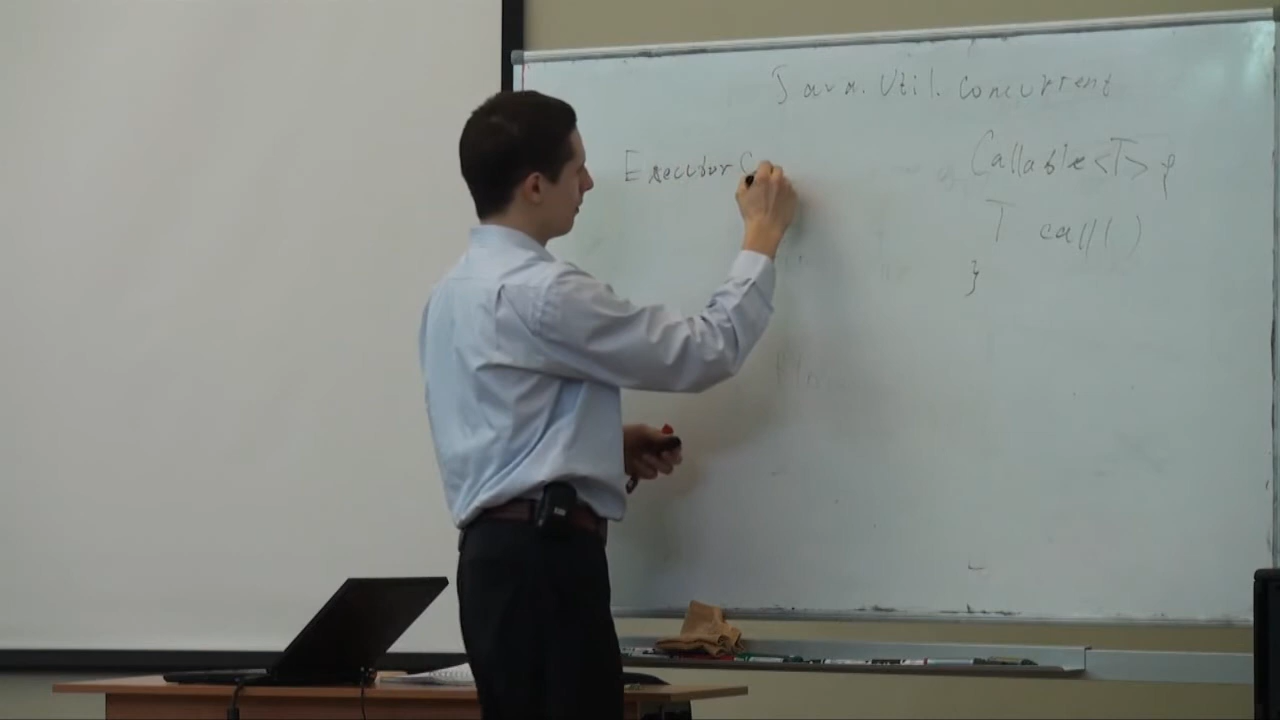 Java.util.concurrent
Executor
Callable<T> {
T call()
}